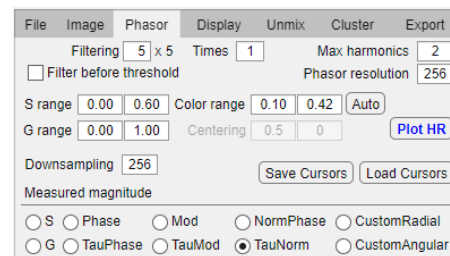 File Image Phasor Display Unmix Cluster Export
Filtering 5 x 5 Times 1 Max harmonics 2
Filter before threshold Phasor resolution 256
S range 0.00 0.60 Color range 0.10 0.42 Auto
G range 0.00 1.00 Centering 0.5 0 Plot HR
Downsampling 256 Save Cursors Load Cursors
Measured magnitude
S Phase Mod NormPhase CustomRadial
G TauPhase TauMod TauNorm CustomAngular